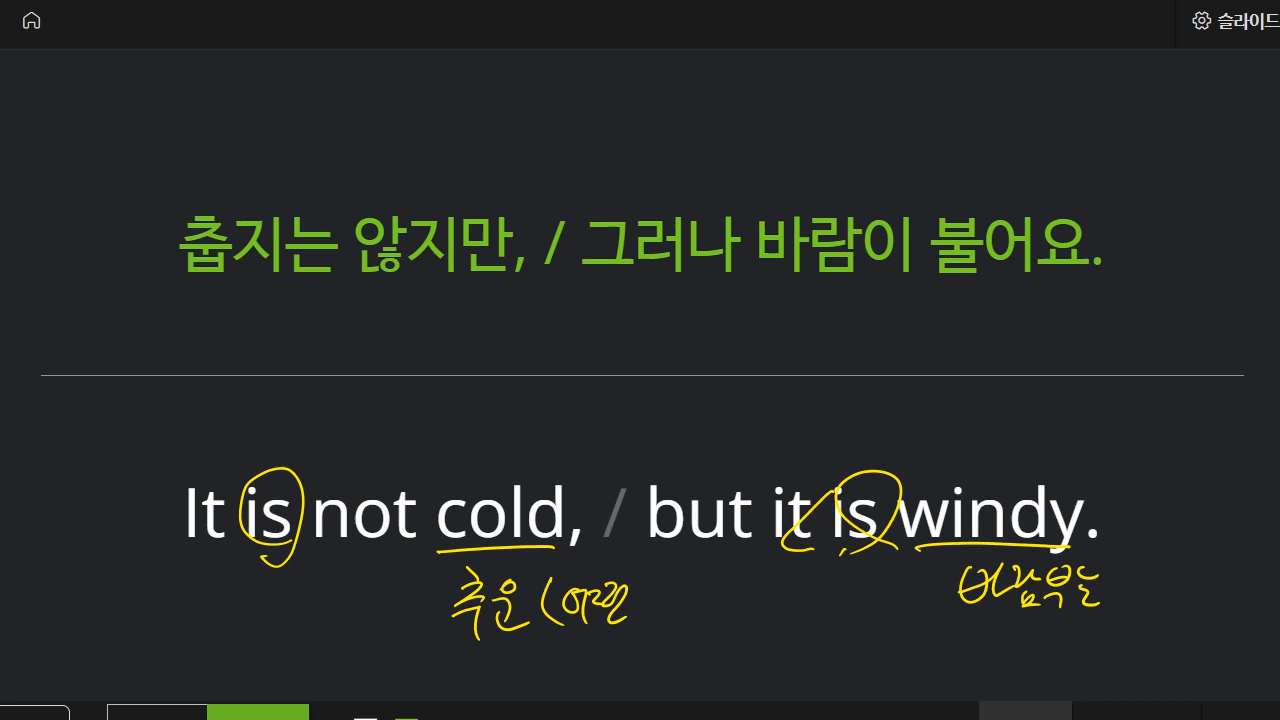 슬라이드
춥지는 않지만, / 그러나 바람이 불어요.
It is not cold, / but it is windy.
추운 바람부는